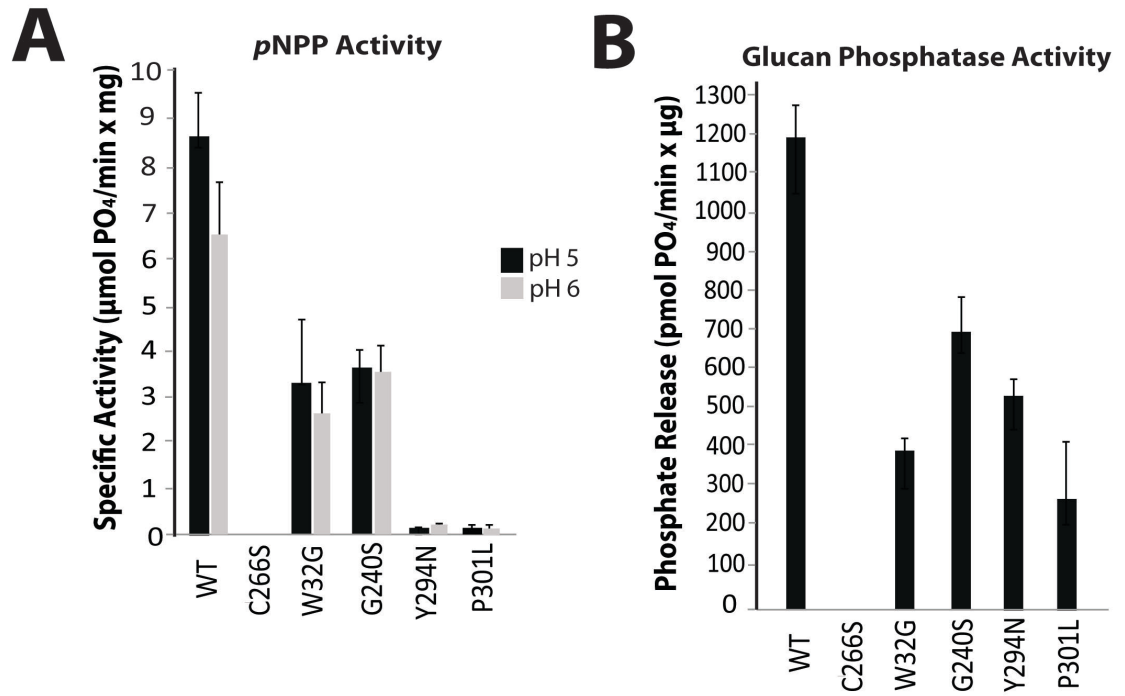 A
pNPP Activity
Specific Activity (µmol PO4/min x mg)
10
9
8
7
6
5
4
3
2
1
0
WT
C266S
W32G
G240S
Y294N
P301L
pH 5
pH 6
B
Glucan Phosphatase Activity
Phosphate Release (pmol PO4/min x µg)
1300
1200
1100
1000
900
800
700
600
500
400
300
200
100
0
WT
C266S
W32G
G240S
Y294N
P301L